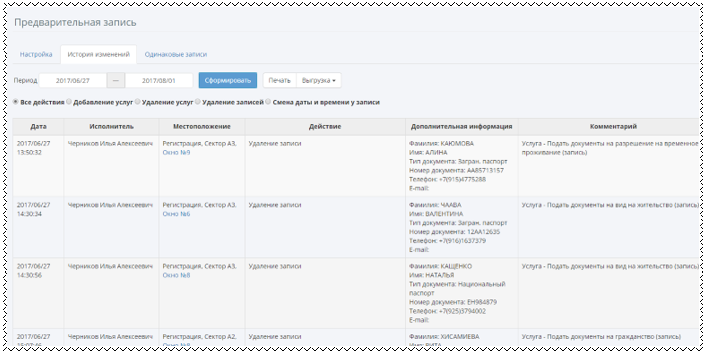 Предварительная запись
Настройка История изменений Одинаковые записи
Период 2017/06/27 — 2017/08/01 Сформировать Печать Выгрузка
Все действия Добавление услуг Удаление услуг Удаление записей Смена даты и времени у записи
Дата Исполнитель Местоположение Действие Дополнительная информация Комментарий
2017/06/27 13:50:32 Черников Илья Алексеевич Регистрация, Сектор А3, Окно №9 Удаление записи
Фамилия: КАЮМОВА
Имя: АЛИНА
Тип документа: Загран. паспорт
Номер документа: АА85713157
Телефон: +7(915)4775288
E-mail:
Услуга - Подать документы на разрешение на временное
проживание (запись)
2017/06/27 14:30:34 Черников Илья Алексеевич Регистрация, Сектор А3, Окно №6 Удаление записи
Фамилия: ЧААВА
Имя: ВАЛЕНТИНА
Тип документа: Загран. паспорт
Номер документа: 12АА12635
Телефон: +7(916)1637379
E-mail:
Услуга - Подать документы на вид на жительство (запись)
2017/06/27 14:30:56 Черников Илья Алексеевич Регистрация, Сектор А3, Окно №8 Удаление записи
Фамилия: КАЩЕНКО
Имя: НАТАЛЬЯ
Тип документа: Национальный
паспорт
Номер документа: ЕН984879
Телефон: +7(925)3794002
E-mail:
Услуга - Подать документы на вид на жительство (запись)
2017/06/27 Черников Илья Алексеевич Регистрация, Сектор А2, Удаление записи
Фамилия: ХИСАМИЕВА
Услуга - Подать документы на гражданство (запись)